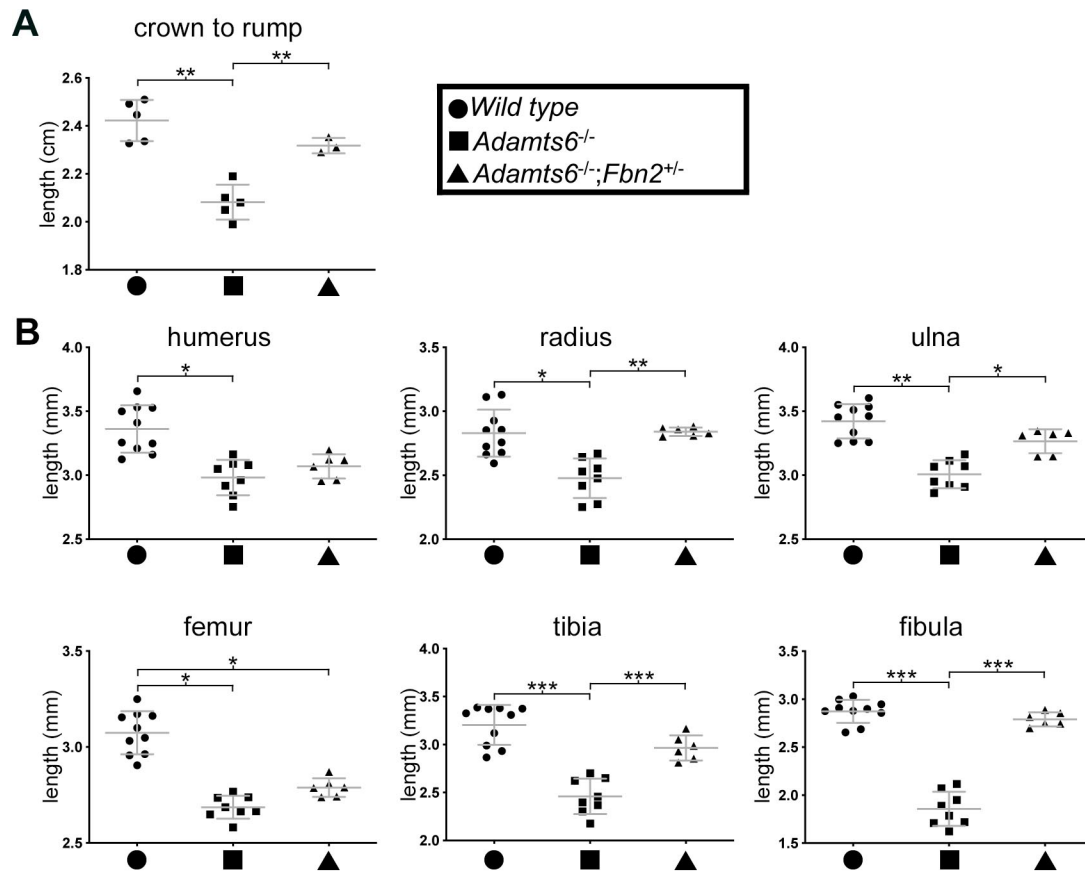 A
crown to rump
** **
length (cm)
2.6
2.4
2.2
2.0
1.8
Wild type
Adamts6-/-
Adamts6-/-;Fbn2+/-
B
humerus
*
length (mm)
4.0
3.5
3.0
2.5
radius
* **
length (mm)
3.5
3.0
2.5
2.0
ulna
** *
length (mm)
4.0
3.5
3.0
2.5
femur
*
*
length (mm)
3.5
3.0
2.5
tibia
*** ***
length (mm)
4.0
3.5
3.0
2.5
2.0
fibula
*** ***
length (mm)
3.5
3.0
2.5
2.0
1.5